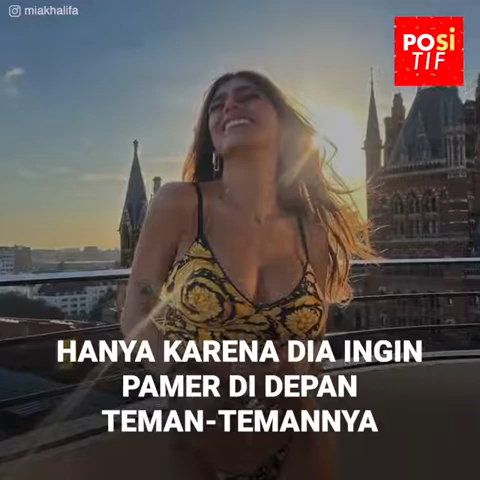 miakhalifa
POSi
TIF
HANYA KARENA DIA INGIN
PAMER DI DEPAN
TEMAN-TEMANNYA